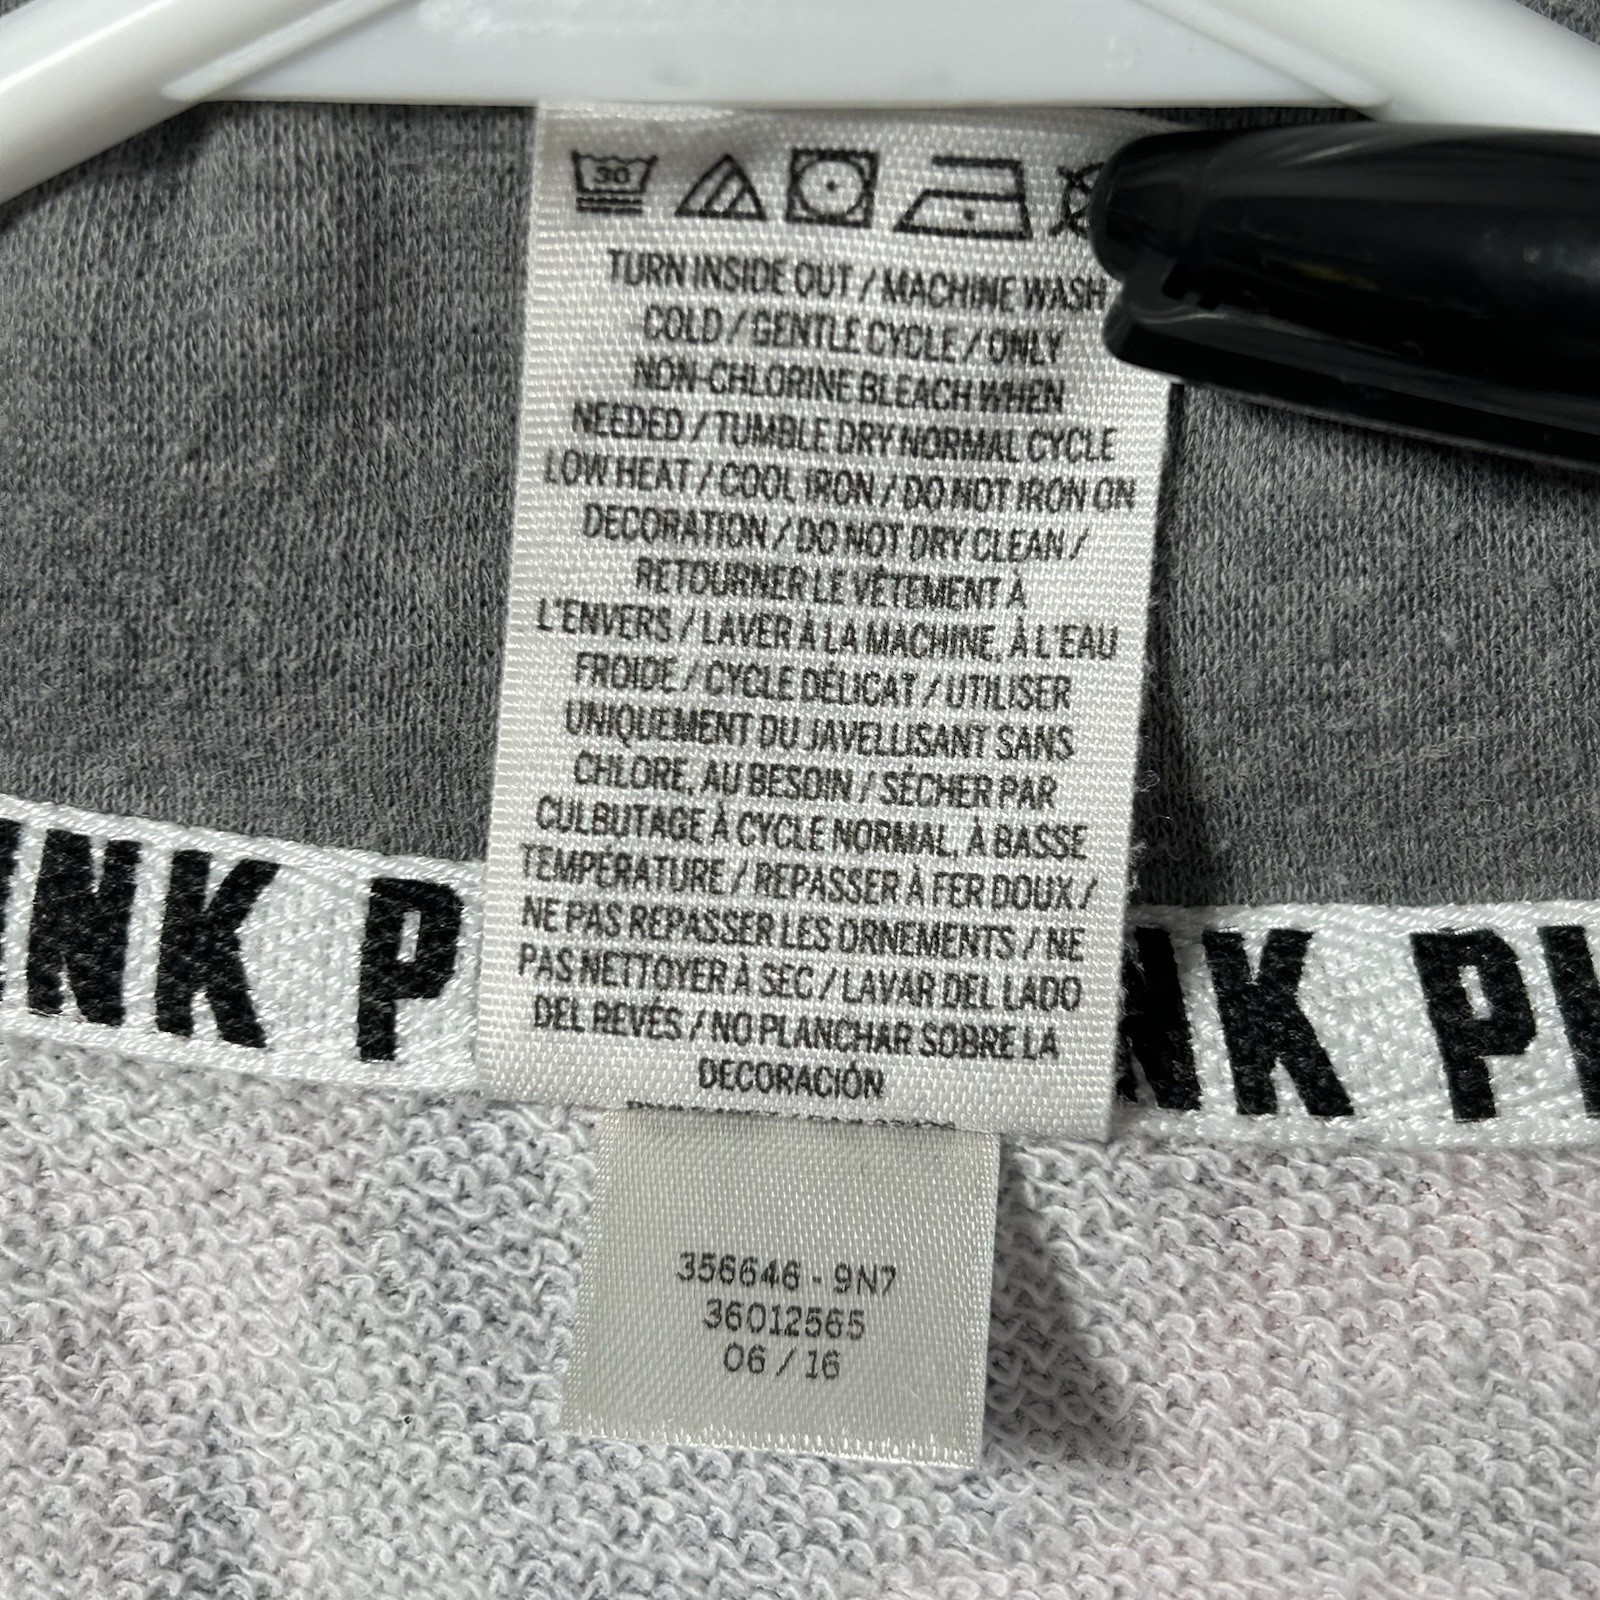 30
TURN INSIDE OUT / MACHINE WASH
COLD / GENTLE CYCLE / ONLY
NON-CHLORINE BLEACH WHEN
NEEDED / TUMBLE DRY NORMAL CYCLE
LOW HEAT / COOL IRON / DO NOT IRON ON
DECORATION / DO NOT DRY CLEAN /
RETOURNER LE VÊTEMENT À
L'ENVERS / LAVER À LA MACHINE, À L'EAU
FROIDE / CYCLE DÉLICAT / UTILISER
UNIQUEMENT DU JAVELLISANT SANS
CHLORE, AU BESOIN / SÉCHER PAR
CULBUTAGE À CYCLE NORMAL, À BASSE
TEMPÉRATURE / REPASSER À FER DOUX /
NE PAS REPASSER LES ORNEMENTS / NE
PAS NETTOYER À SEC / LAVAR DEL LADO
DEL REVÉS / NO PLANCHAR SOBRE LA
DECORACIÓN
INK P NK PI
356646 - 9N7
36012565
06 / 16